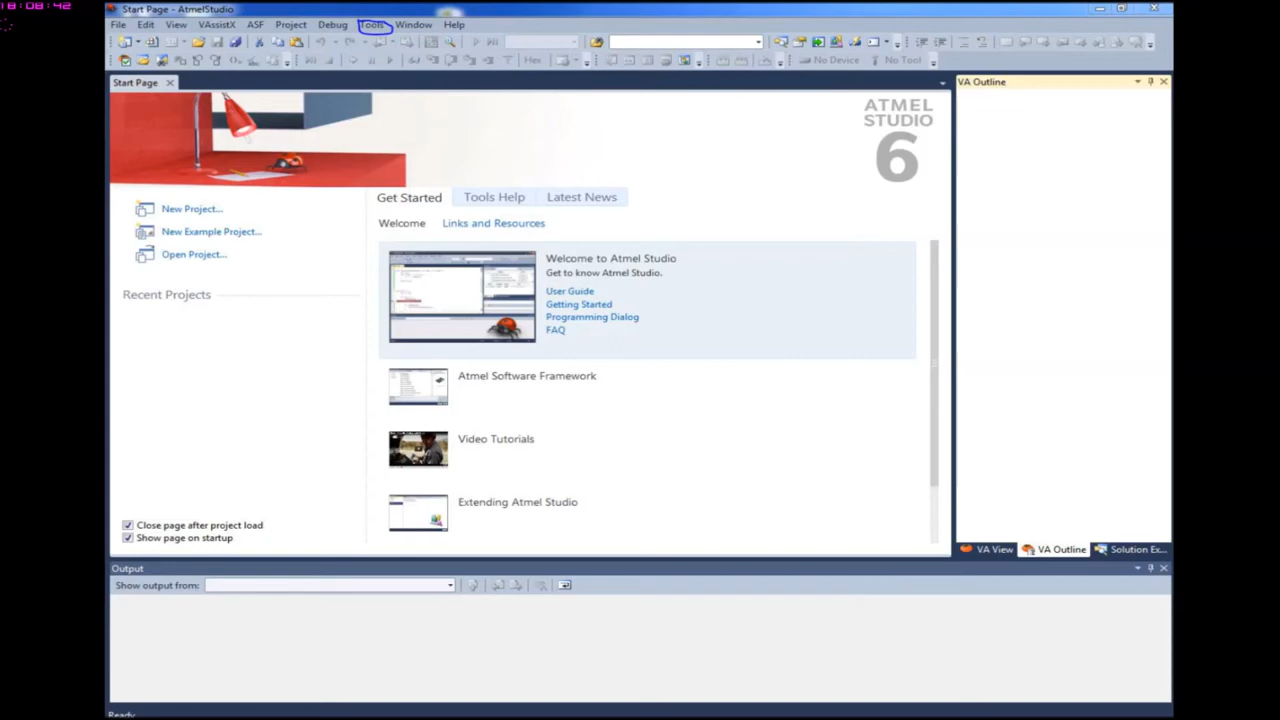 18:08:42
Start Page - AtmelStudio
File Edit View VAssistX ASF Project Debug Tools Window Help
Hex
No Device
No Tool
Start Page
VA Outline
ATMEL
STUDIO
6
Get Started Tools Help Latest News
New Project...
New Example Project...
Open Project...
Recent Projects
Welcome Links and Resources
Welcome to Atmel Studio
Get to know Atmel Studio.
User Guide
Getting Started
Programming Dialog
FAQ
Atmel Software Framework
Video Tutorials
Extending Atmel Studio
Close page after project load
Show page on startup
VA View VA Outline Solution Ex...
Output
Show output from:
Ready